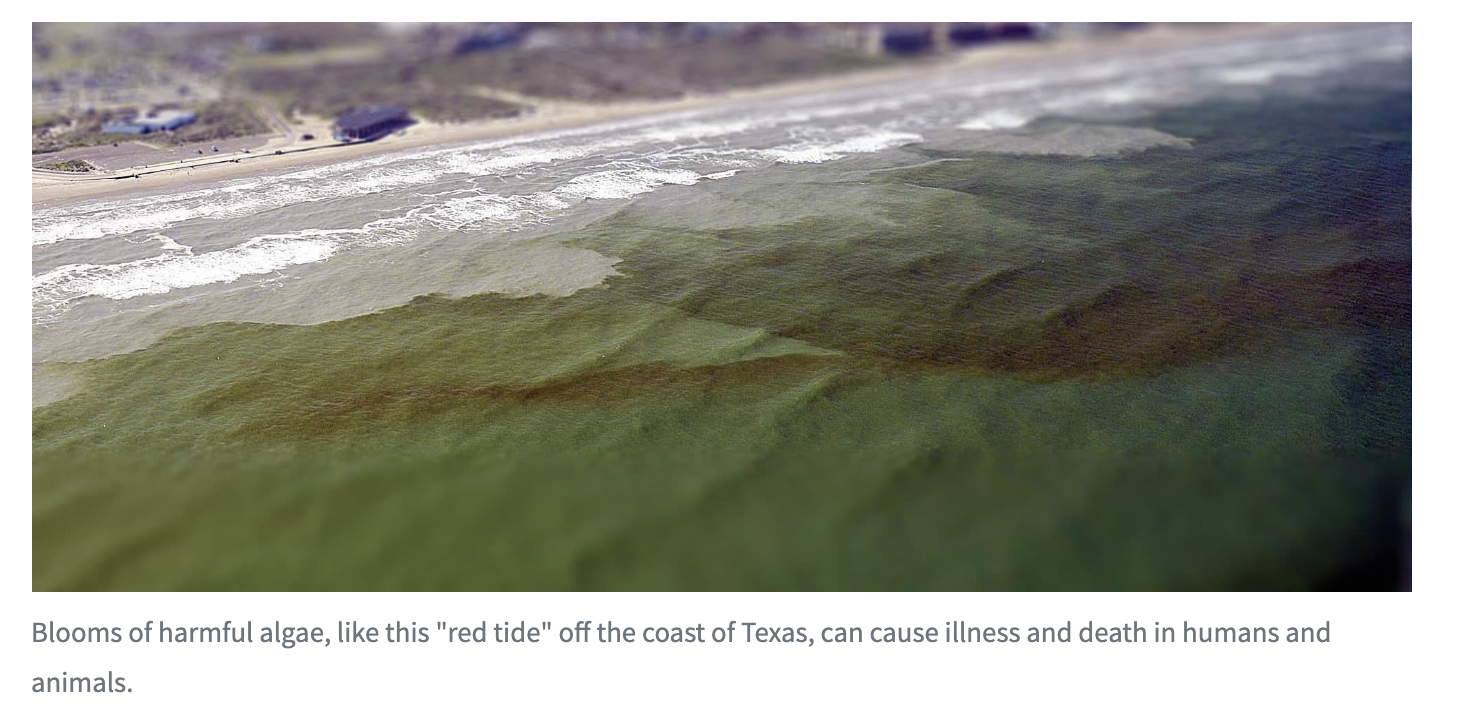 Blooms of harmful algae, like this "red tide" off the coast of Texas, can cause illness and death in humans and
animals.